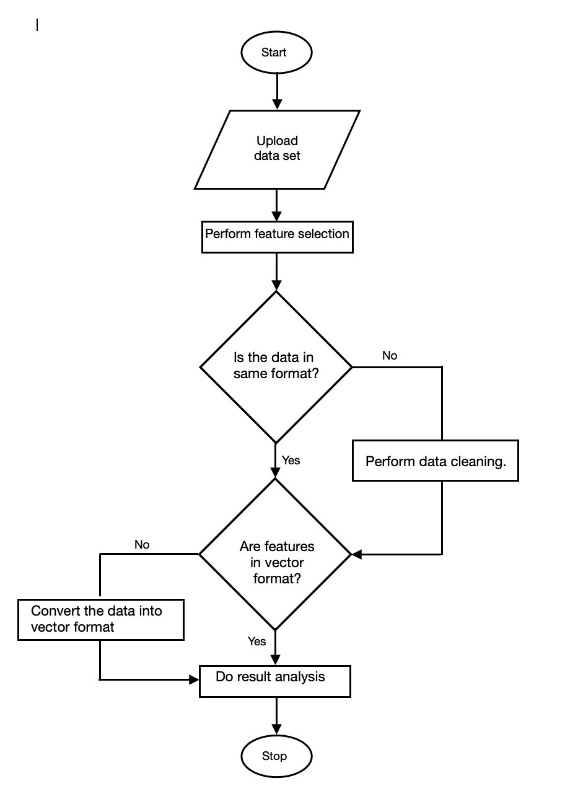 Start
Upload
data set
Perform feature selection
Is the data in
same format?
No
Yes
Perform data cleaning.
Are features
in vector
format?
No
Convert the data into
vector format
Yes
Do result analysis
Stop